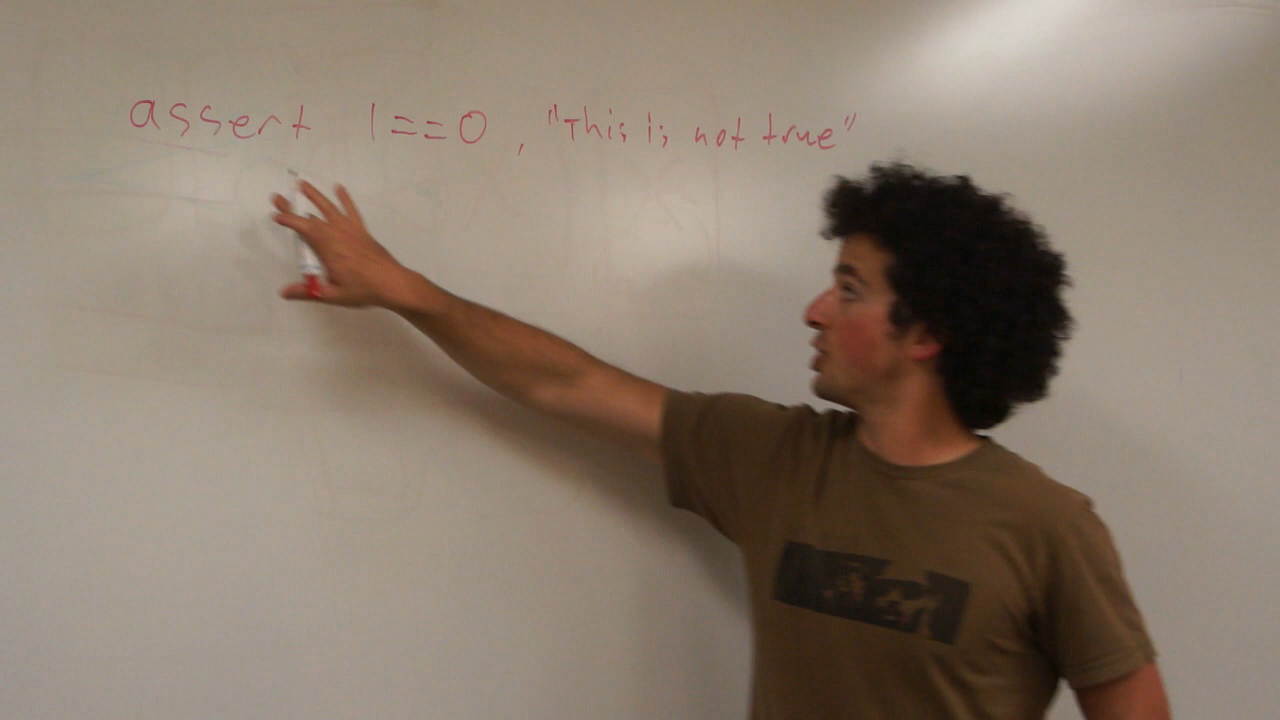 assert 1==0, "This is not true"